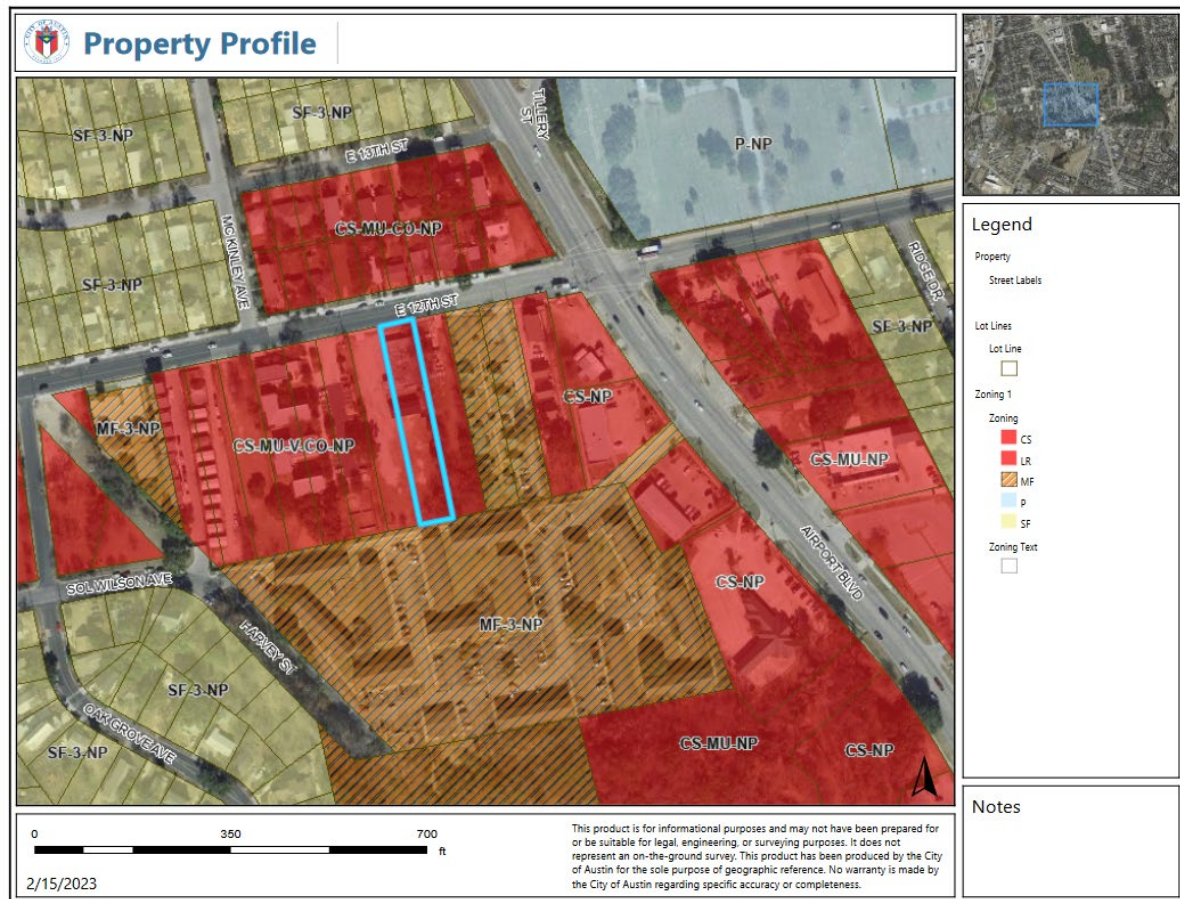 Property Profile
TILLERY
ST
SF-3-NP
SF-3-NP
P-NP
E 13TH ST
MC KINLEY AVE
CS-MU-CO-NP
RIDGE DR
SF-3-NP
E 12TH ST
SF-3-NP
CS-NP
MF-3-NP
CS-MU-V-CO-NP
CS-MU-NP
AIRPORT BLVD
SOL WILSON AVE
CS-NP
HARVEY ST
MF-3-NP
SF-3-NP
OAK GROVE AVE
SF-3-NP
CS-MU-NP
CS-NP
Legend
Property
Street Labels
Lot Lines
Lot Line
Zoning 1
Zoning
CS
LR
MF
P
SF
Zoning Text
Notes
0 350 700
ft
2/15/2023
This product is for informational purposes and may not have been prepared for
or be suitable for legal, engineering, or surveying purposes. It does not
represent an on-the-ground survey. This product has been produced by the City
of Austin for the sole purpose of geographic reference. No warranty is made by
the City of Austin regarding specific accuracy or completeness.